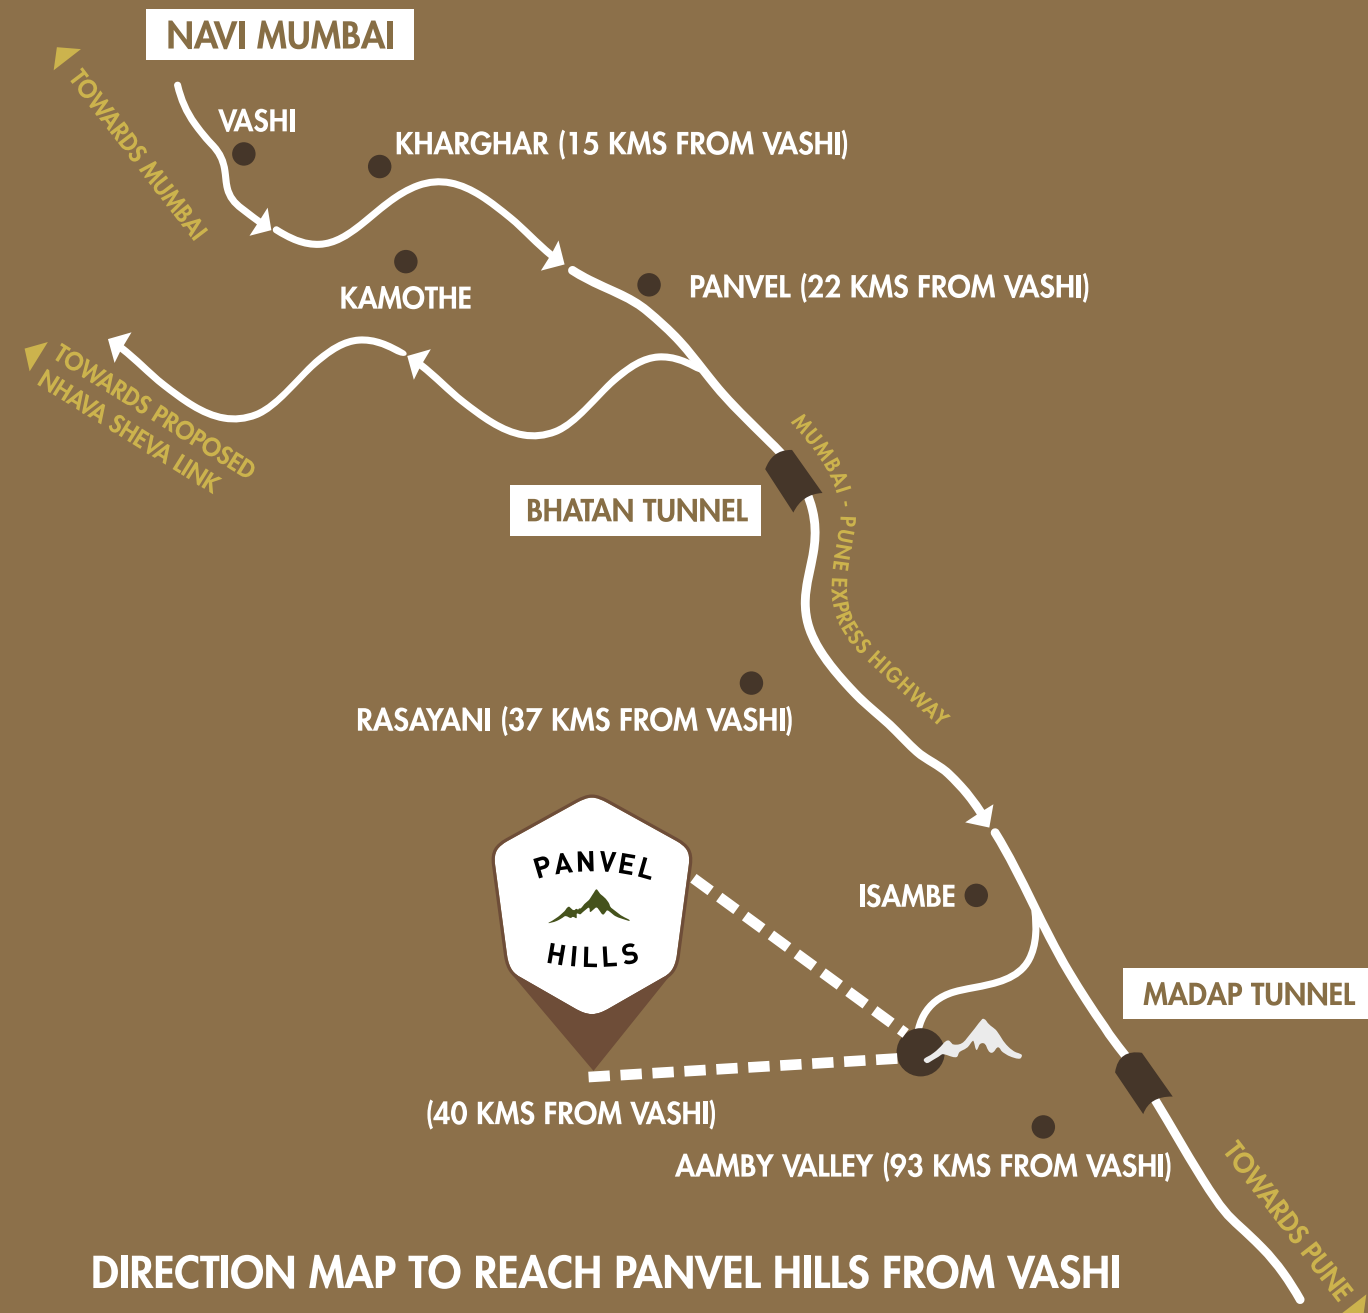 NAVI MUMBAI
TOWARDS MUMBAI
VASHI
KHARGHAR (15 KMS FROM VASHI)
KAMOTHE
PANVEL (22 KMS FROM VASHI)
TOWARDS PROPOSED
NHAVA SHEVA LINK
MUMBAI - PUNE EXPRESS HIGHWAY
BHATAN TUNNEL
RASAYANI (37 KMS FROM VASHI)
PANVEL
HILLS
ISAMBE
MADAP TUNNEL
(40 KMS FROM VASHI)
AAMBY VALLEY (93 KMS FROM VASHI)
TOWARDS PUNE
DIRECTION MAP TO REACH PANVEL HILLS FROM VASHI